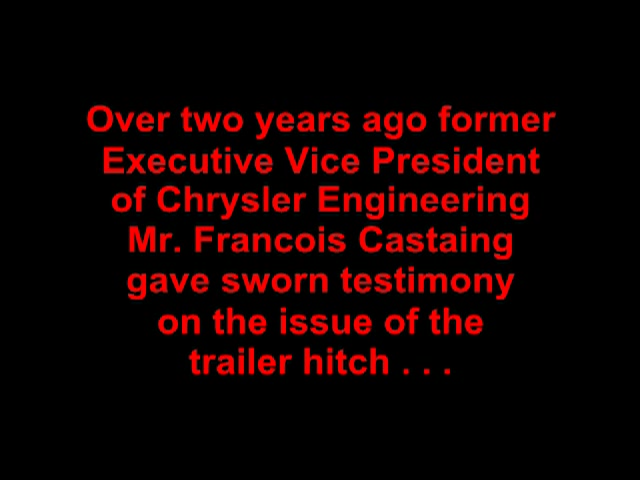 Over two years ago former
Executive Vice President
of Chrysler Engineering
Mr. Francois Castaing
gave sworn testimony
on the issue of the
trailer hitch . . .